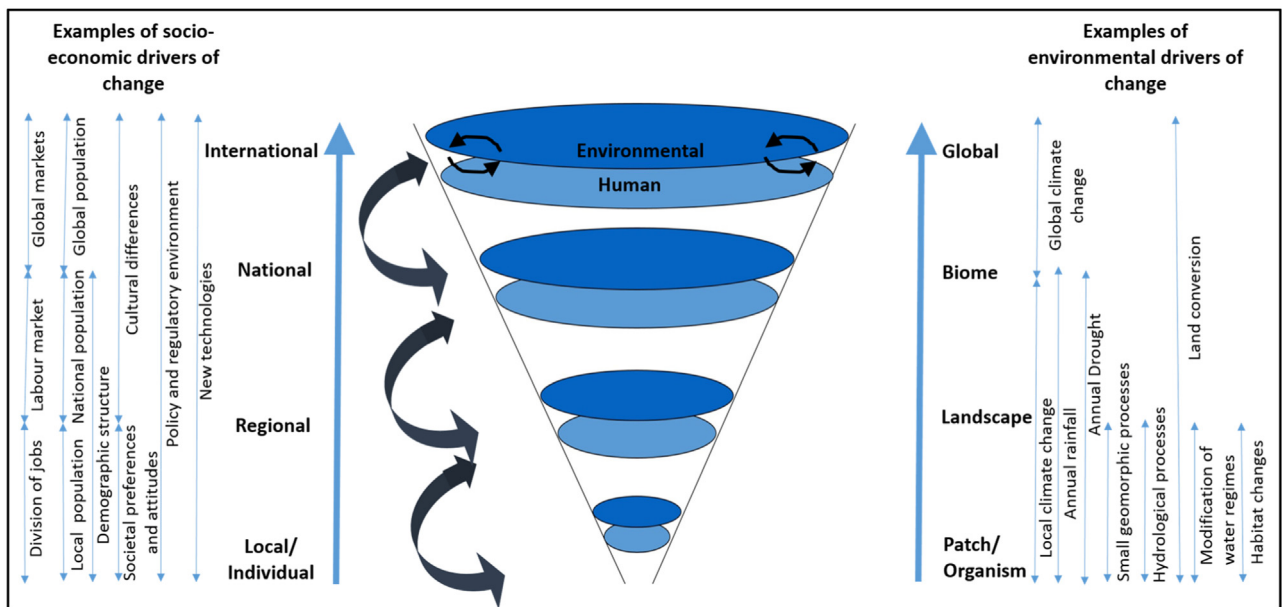 Examples of socio-
economic drivers of
change
Global markets
Labour market
Division of jobs
Global population
National population
Local population
Demographic structure
Cultural differences
Societal preferences
and attitudes
Policy and regulatory environment
New technologies
International
National
Regional
Local/
Individual
Environmental
Human
Examples of
environmental drivers of
change
Global
Biome
Landscape
Patch/
Organism
Global climate
change
Local climate change
Annual rainfall
Annual Drought
Small geomorphic processes
Hydrological processes
Land conversion
Modification of
water regimes
Habitat changes